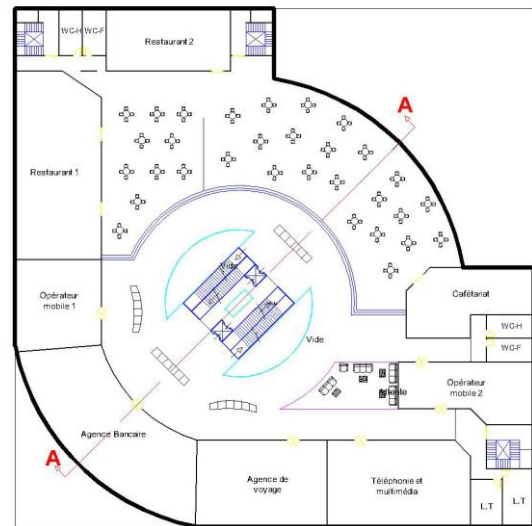 WC-H
WC-F
Restaurant 2
A
Restaurant 1
Vide
Opérateur
mobile 1
Cafétanat
Vide
WC-H
WC-F
Opérateur
mobile 2
Agence Bancaire
A
Agence de
voyage
Téléphonie et
multimédia
L.T
L.T